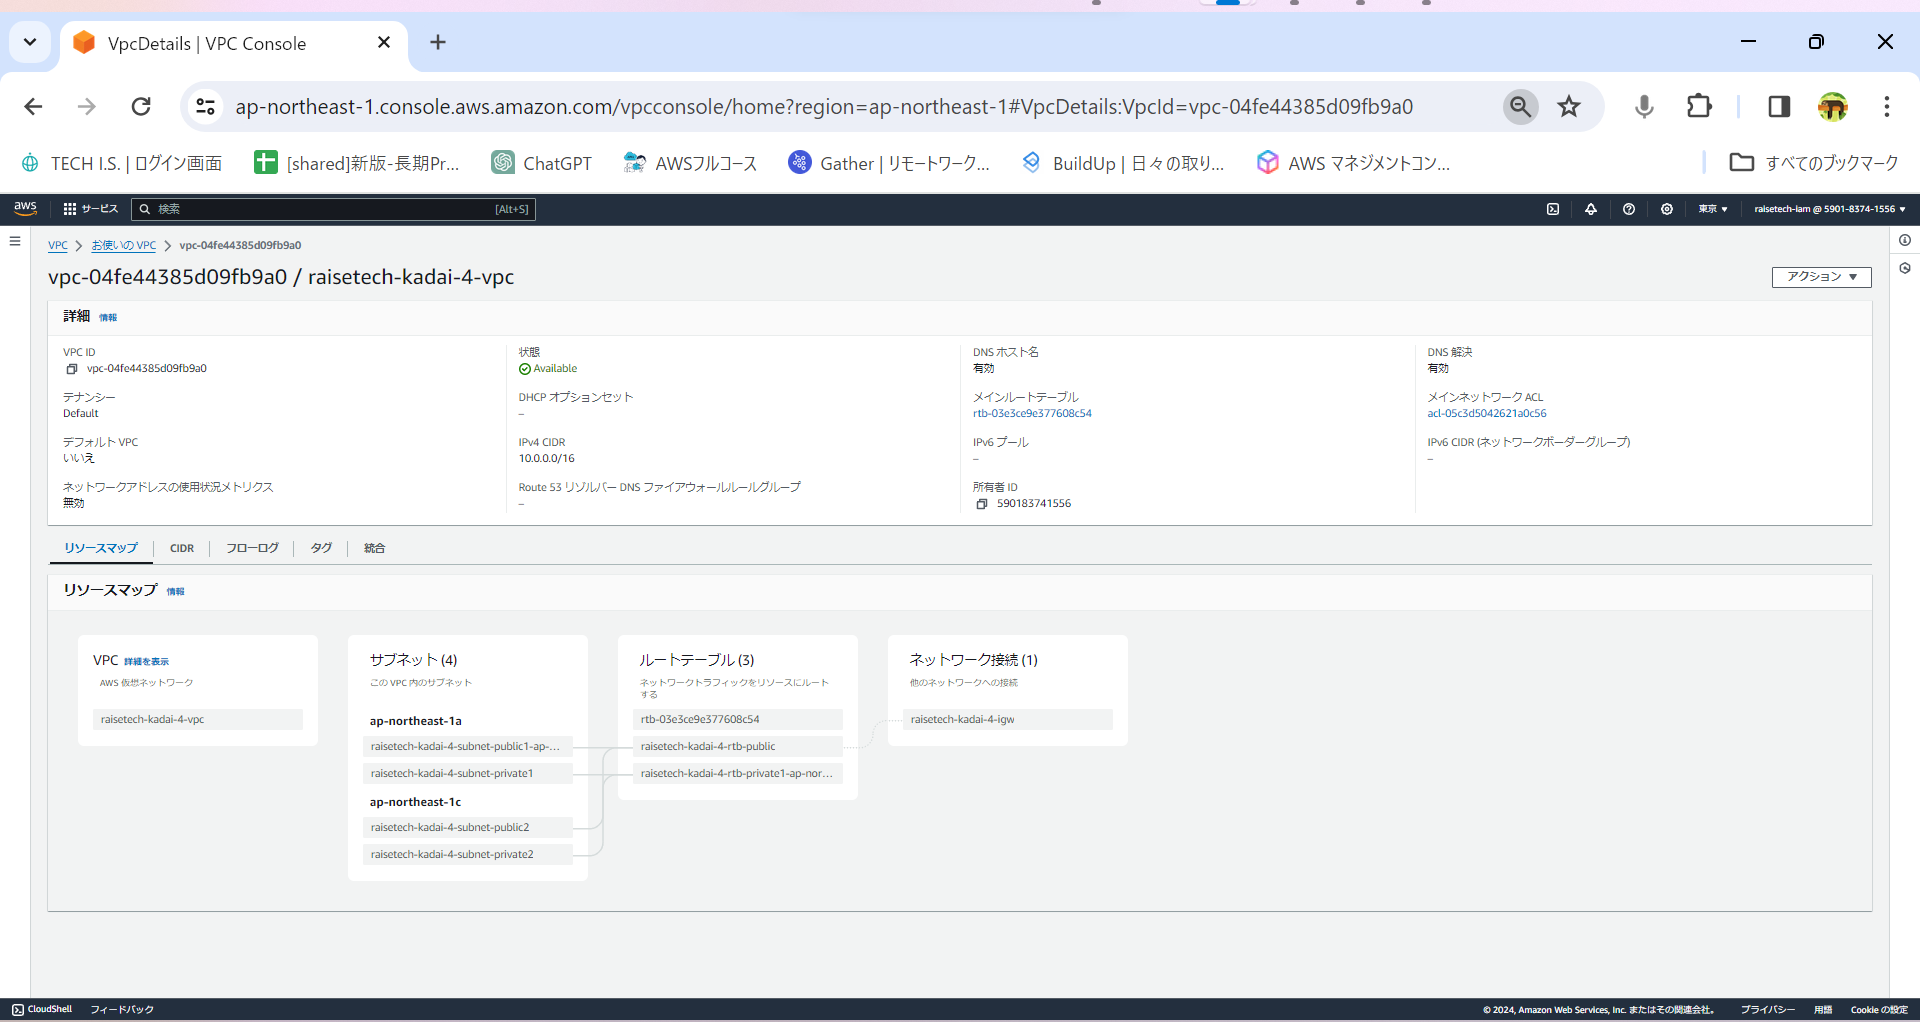 VpcDetails | VPC Console
ap-northeast-1.console.aws.amazon.com/vpcconsole/home?region=ap-northeast-1#VpcDetails:VpcId=vpc-04fe44385d09fb9a0
TECH I.S. | ログイン画面 [shared]新版-長期Pr... ChatGPT AWSフルコース Gather | リモートワーク... BuildUp | 日々の取り... AWS マネジメントコン... すべてのブックマーク
aws サービス 検索 [Alt+S] 東京 raisetech-iam @ 5901-8374-1556
VPC お使いの VPC vpc-04fe44385d09fb9a0
vpc-04fe44385d09fb9a0 / raisetech-kadai-4-vpc
アクション
詳細 情報
VPC ID
vpc-04fe44385d09fb9a0
状態
Available
DNS ホスト名
有効
DNS 解決
有効
テナンシー
Default
DHCP オプションセット
–
メインルートテーブル
rtb-03e3ce9e377608c54
メインネットワーク ACL
acl-05c3d5042621a0c56
デフォルト VPC
いいえ
IPv4 CIDR
10.0.0.0/16
IPv6 プール
–
IPv6 CIDR (ネットワークボーダーグループ)
–
ネットワークアドレスの使用状況メトリクス
無効
Route 53 リゾルバー DNS ファイアウォールルールグループ
–
所有者 ID
590183741556
リソースマップ CIDR フローログ タグ 統合
リソースマップ 情報
VPC 詳細を表示
AWS 仮想ネットワーク
raisetech-kadai-4-vpc
サブネット (4)
この VPC 内のサブネット
ap-northeast-1a
raisetech-kadai-4-subnet-public1-ap-...
raisetech-kadai-4-subnet-private1
ap-northeast-1c
raisetech-kadai-4-subnet-public2
raisetech-kadai-4-subnet-private2
ルートテーブル (3)
ネットワークトラフィックをリソースにルート
する
rtb-03e3ce9e377608c54
raisetech-kadai-4-rtb-public
raisetech-kadai-4-rtb-private1-ap-nor...
ネットワーク接続 (1)
他のネットワークへの接続
raisetech-kadai-4-igw
CloudShell フィードバック © 2024, Amazon Web Services, Inc. またはその関連会社。 プライバシー 用語 Cookie の設定